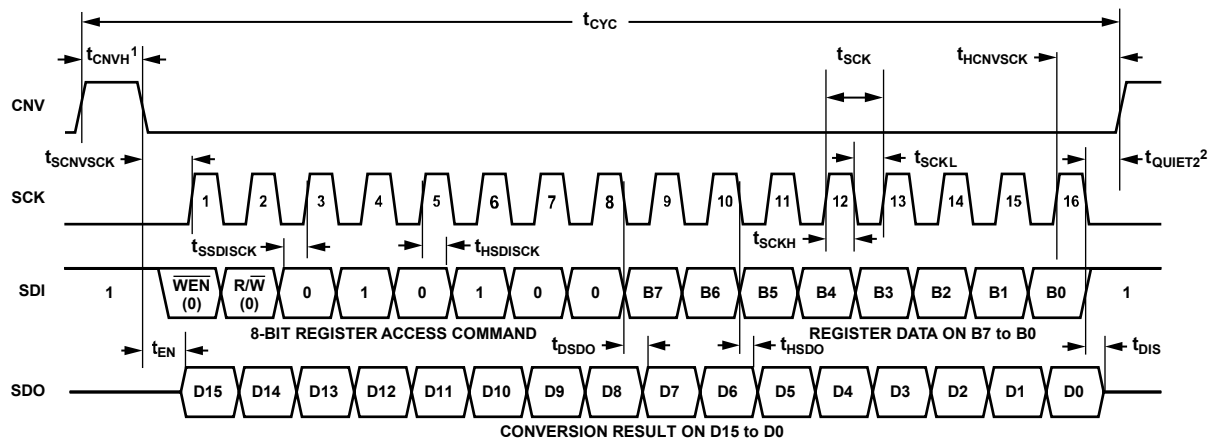 tCYC
tCNVH1
tSCK
tHCNVSCK
CNV
tSCNVSCK
tSCKL
tQUIET22
SCK
1 2 3 4 5 6 7 8 9 10 11 12 13 14 15 16
tSSDISCK
tHSDISCK
tSCKH
SDI
1 WEN (0) R/W (0) 0 1 0 1 0 0 B7 B6 B5 B4 B3 B2 B1 B0 1
8-BIT REGISTER ACCESS COMMAND
REGISTER DATA ON B7 to B0
tEN
tDSDO
tHSDO
tDIS
SDO
D15 D14 D13 D12 D11 D10 D9 D8 D7 D6 D5 D4 D3 D2 D1 D0
CONVERSION RESULT ON D15 to D0